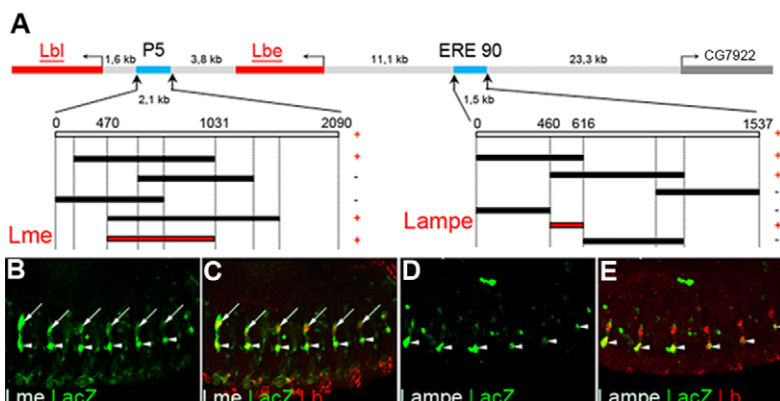 A
Lbl 1,6 kb P5 3,8 kb Lbe 11,1 kb ERE 90 23,3 kb CG7922
2,1 kb 1,5 kb
0 470 1031 2090 0 460 616 1537
+ +
+ +
- +
- -
+ -
Lme + Lampe +
-
B C D E
Lme LacZ Lme LacZ Lb Lampe LacZ Lampe LacZ Lb